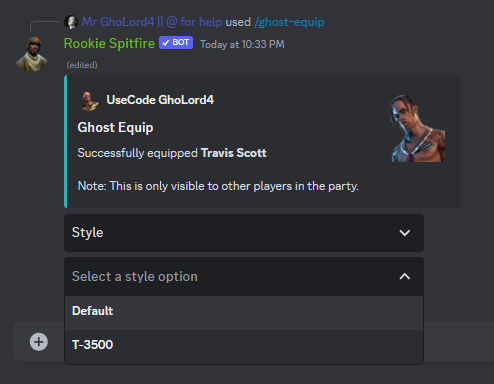 Mr GhoLord4 || @ for help used /ghost-equip
Rookie Spitfire ✓ BOT Today at 10:33 PM
(edited)
UseCode GhoLord4
Ghost Equip
Successfully equipped Travis Scott
Note: This is only visible to other players in the party.
Style
Select a style option
Default
T-3500